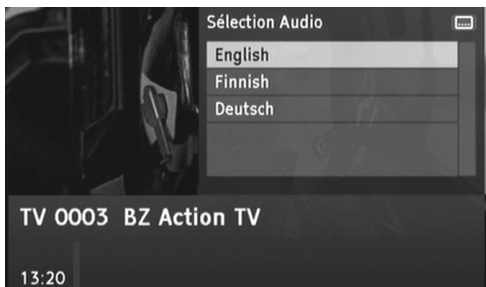 Sélection Audio
English
Finnish
Deutsch
TV 0003 BZ Action TV
13:20